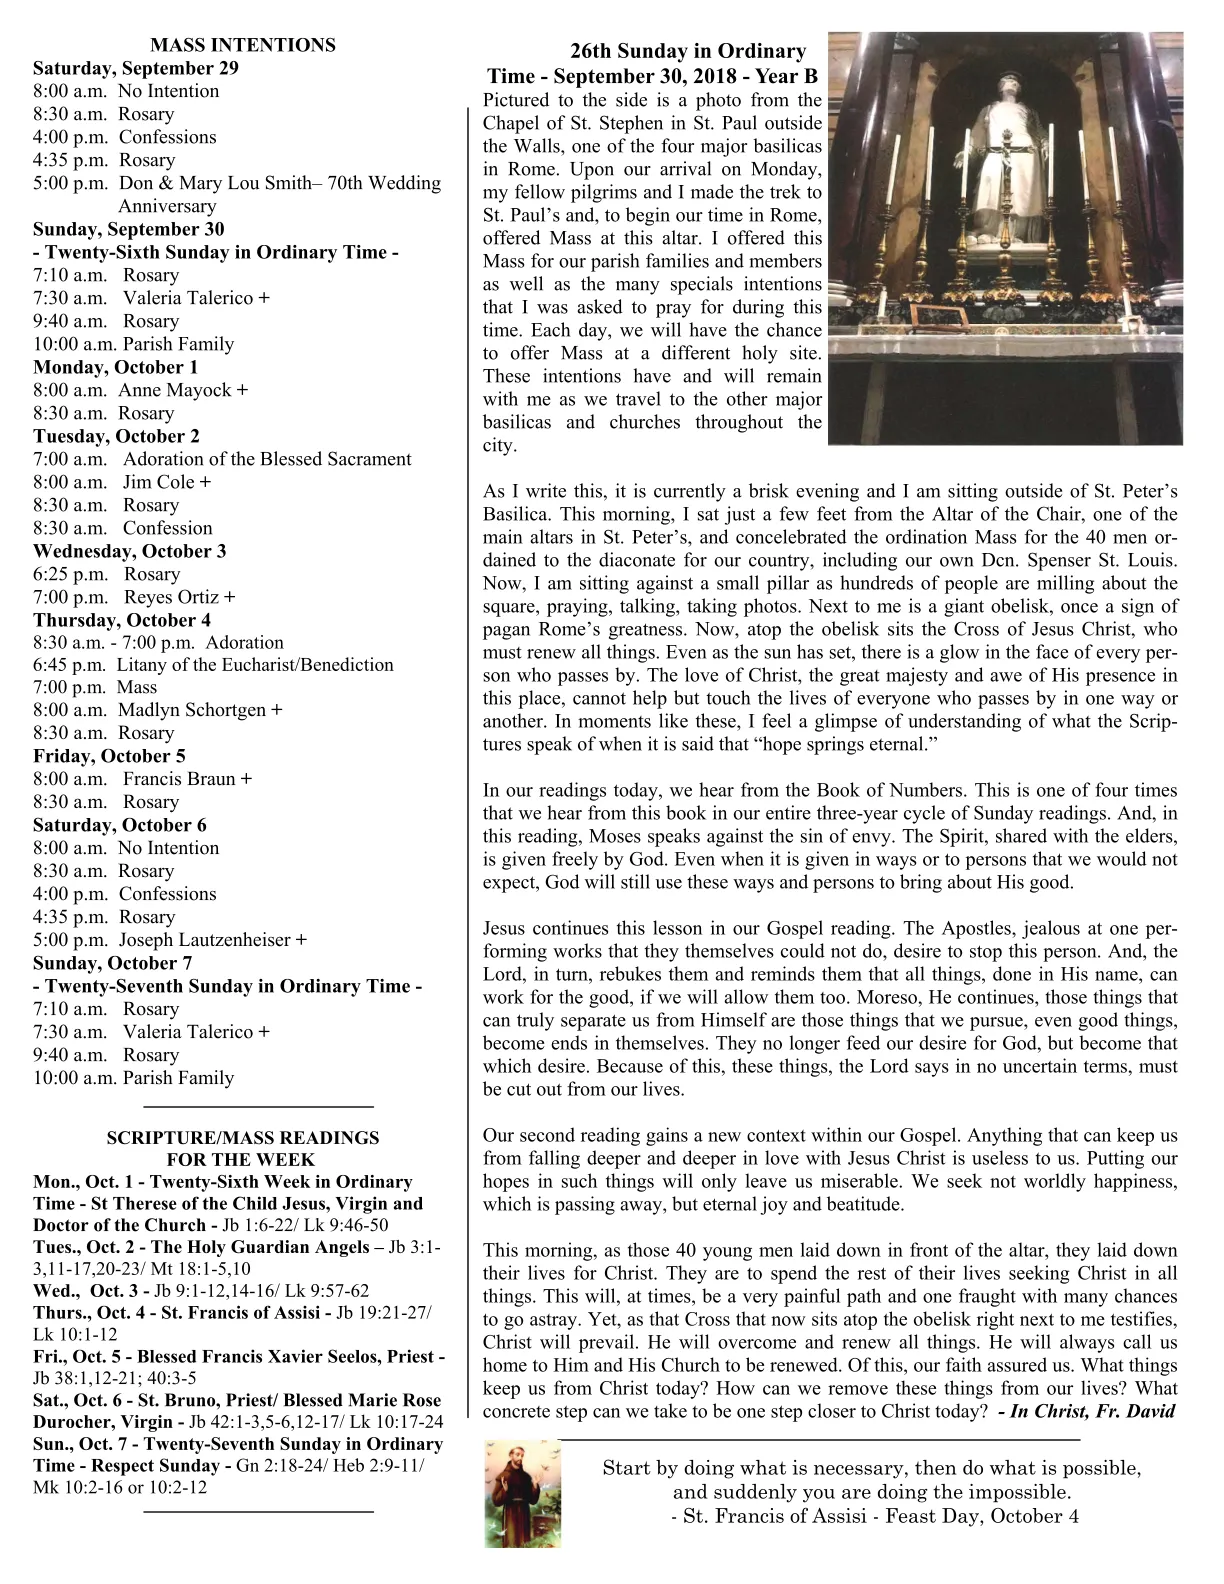 MASS INTENTIONS
Saturday, September 29
8:00 a.m. No Intention
8:30 a.m. Rosary
4:00 p.m. Confessions
4:35 p.m. Rosary
5:00 p.m. Don & Mary Lou Smith– 70th Wedding
Anniversary
Sunday, September 30
- Twenty-Sixth Sunday in Ordinary Time -
7:10 a.m. Rosary
7:30 a.m. Valeria Talerico +
9:40 a.m. Rosary
10:00 a.m. Parish Family
Monday, October 1
8:00 a.m. Anne Mayock +
8:30 a.m. Rosary
Tuesday, October 2
7:00 a.m. Adoration of the Blessed Sacrament
8:00 a.m. Jim Cole +
8:30 a.m. Rosary
8:30 a.m. Confession
Wednesday, October 3
6:25 p.m. Rosary
7:00 p.m. Reyes Ortiz +
Thursday, October 4
8:30 a.m. - 7:00 p.m. Adoration
6:45 p.m. Litany of the Eucharist/Benediction
7:00 p.m. Mass
8:00 a.m. Madlyn Schortgen +
8:30 a.m. Rosary
Friday, October 5
8:00 a.m. Francis Braun +
8:30 a.m. Rosary
Saturday, October 6
8:00 a.m. No Intention
8:30 a.m. Rosary
4:00 p.m. Confessions
4:35 p.m. Rosary
5:00 p.m. Joseph Lautzenheiser +
Sunday, October 7
- Twenty-Seventh Sunday in Ordinary Time -
7:10 a.m. Rosary
7:30 a.m. Valeria Talerico +
9:40 a.m. Rosary
10:00 a.m. Parish Family
SCRIPTURE/MASS READINGS
FOR THE WEEK
Mon., Oct. 1 - Twenty-Sixth Week in Ordinary
Time - St Therese of the Child Jesus, Virgin and
Doctor of the Church - Jb 1:6-22/ Lk 9:46-50
Tues., Oct. 2 - The Holy Guardian Angels – Jb 3:1-
3,11-17,20-23/ Mt 18:1-5,10
Wed., Oct. 3 - Jb 9:1-12,14-16/ Lk 9:57-62
Thurs., Oct. 4 - St. Francis of Assisi - Jb 19:21-27/
Lk 10:1-12
Fri., Oct. 5 - Blessed Francis Xavier Seelos, Priest -
Jb 38:1,12-21; 40:3-5
Sat., Oct. 6 - St. Bruno, Priest/ Blessed Marie Rose
Durocher, Virgin - Jb 42:1-3,5-6,12-17/ Lk 10:17-24
Sun., Oct. 7 - Twenty-Seventh Sunday in Ordinary
Time - Respect Sunday - Gn 2:18-24/ Heb 2:9-11/
Mk 10:2-16 or 10:2-12
26th Sunday in Ordinary
Time - September 30, 2018 - Year B
Pictured to the side is a photo from the
Chapel of St. Stephen in St. Paul outside
the Walls, one of the four major basilicas
in Rome. Upon our arrival on Monday,
my fellow pilgrims and I made the trek to
St. Paul’s and, to begin our time in Rome,
offered Mass at this altar. I offered this
Mass for our parish families and members
as well as the many specials intentions
that I was asked to pray for during this
time. Each day, we will have the chance
to offer Mass at a different holy site.
These intentions have and will remain
with me as we travel to the other major
basilicas and churches throughout the
city.
As I write this, it is currently a brisk evening and I am sitting outside of St. Peter’s
Basilica. This morning, I sat just a few feet from the Altar of the Chair, one of the
main altars in St. Peter’s, and concelebrated the ordination Mass for the 40 men or-
dained to the diaconate for our country, including our own Dcn. Spenser St. Louis.
Now, I am sitting against a small pillar as hundreds of people are milling about the
square, praying, talking, taking photos. Next to me is a giant obelisk, once a sign of
pagan Rome’s greatness. Now, atop the obelisk sits the Cross of Jesus Christ, who
must renew all things. Even as the sun has set, there is a glow in the face of every per-
son who passes by. The love of Christ, the great majesty and awe of His presence in
this place, cannot help but touch the lives of everyone who passes by in one way or
another. In moments like these, I feel a glimpse of understanding of what the Scrip-
tures speak of when it is said that “hope springs eternal.”
In our readings today, we hear from the Book of Numbers. This is one of four times
that we hear from this book in our entire three-year cycle of Sunday readings. And, in
this reading, Moses speaks against the sin of envy. The Spirit, shared with the elders,
is given freely by God. Even when it is given in ways or to persons that we would not
expect, God will still use these ways and persons to bring about His good.
Jesus continues this lesson in our Gospel reading. The Apostles, jealous at one per-
forming works that they themselves could not do, desire to stop this person. And, the
Lord, in turn, rebukes them and reminds them that all things, done in His name, can
work for the good, if we will allow them too. Moreso, He continues, those things that
can truly separate us from Himself are those things that we pursue, even good things,
become ends in themselves. They no longer feed our desire for God, but become that
which desire. Because of this, these things, the Lord says in no uncertain terms, must
be cut out from our lives.
Our second reading gains a new context within our Gospel. Anything that can keep us
from falling deeper and deeper in love with Jesus Christ is useless to us. Putting our
hopes in such things will only leave us miserable. We seek not worldly happiness,
which is passing away, but eternal joy and beatitude.
This morning, as those 40 young men laid down in front of the altar, they laid down
their lives for Christ. They are to spend the rest of their lives seeking Christ in all
things. This will, at times, be a very painful path and one fraught with many chances
to go astray. Yet, as that Cross that now sits atop the obelisk right next to me testifies,
Christ will prevail. He will overcome and renew all things. He will always call us
home to Him and His Church to be renewed. Of this, our faith assured us. What things
keep us from Christ today? How can we remove these things from our lives? What
concrete step can we take to be one step closer to Christ today? - In Christ, Fr. David
Start by doing what is necessary, then do what is possible,
and suddenly you are doing the impossible.
- St. Francis of Assisi - Feast Day, October 4